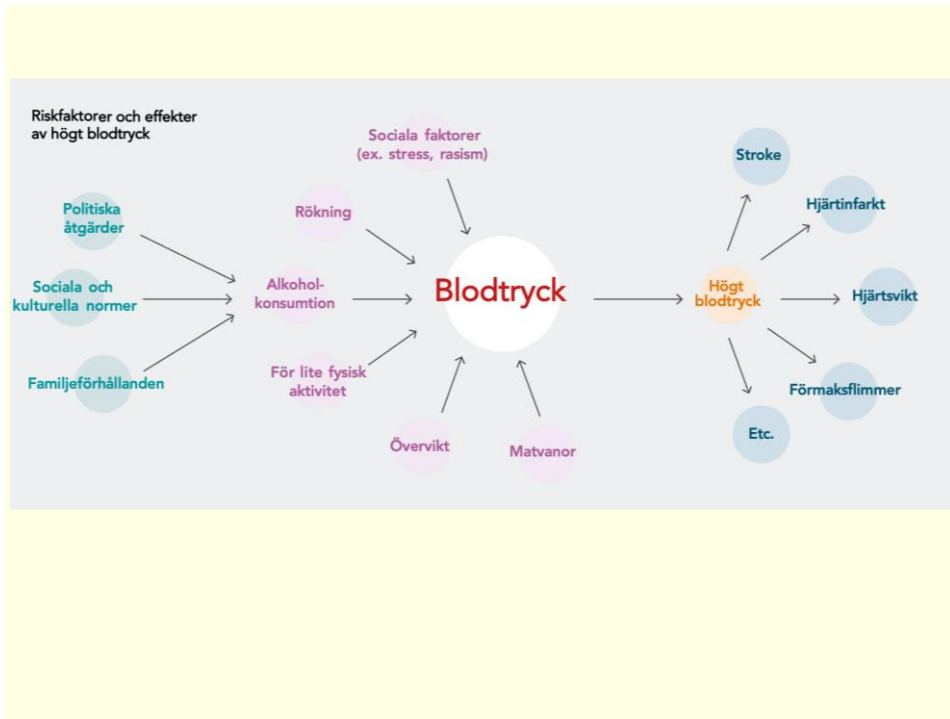 Riskfaktorer och effekter
av högt blodtryck
Sociala faktorer
(ex. stress, rasism)
Stroke
Politiska
åtgärder
Rökning
Hjärtinfarkt
Sociala och
kulturella normer
Alkohol-
konsumtion
Blodtryck
Högt
blodtryck
Hjärtsvikt
Familjeförhållanden
För lite fysisk
aktivitet
Förmaksflimmer
Övervikt
Matvanor
Etc.